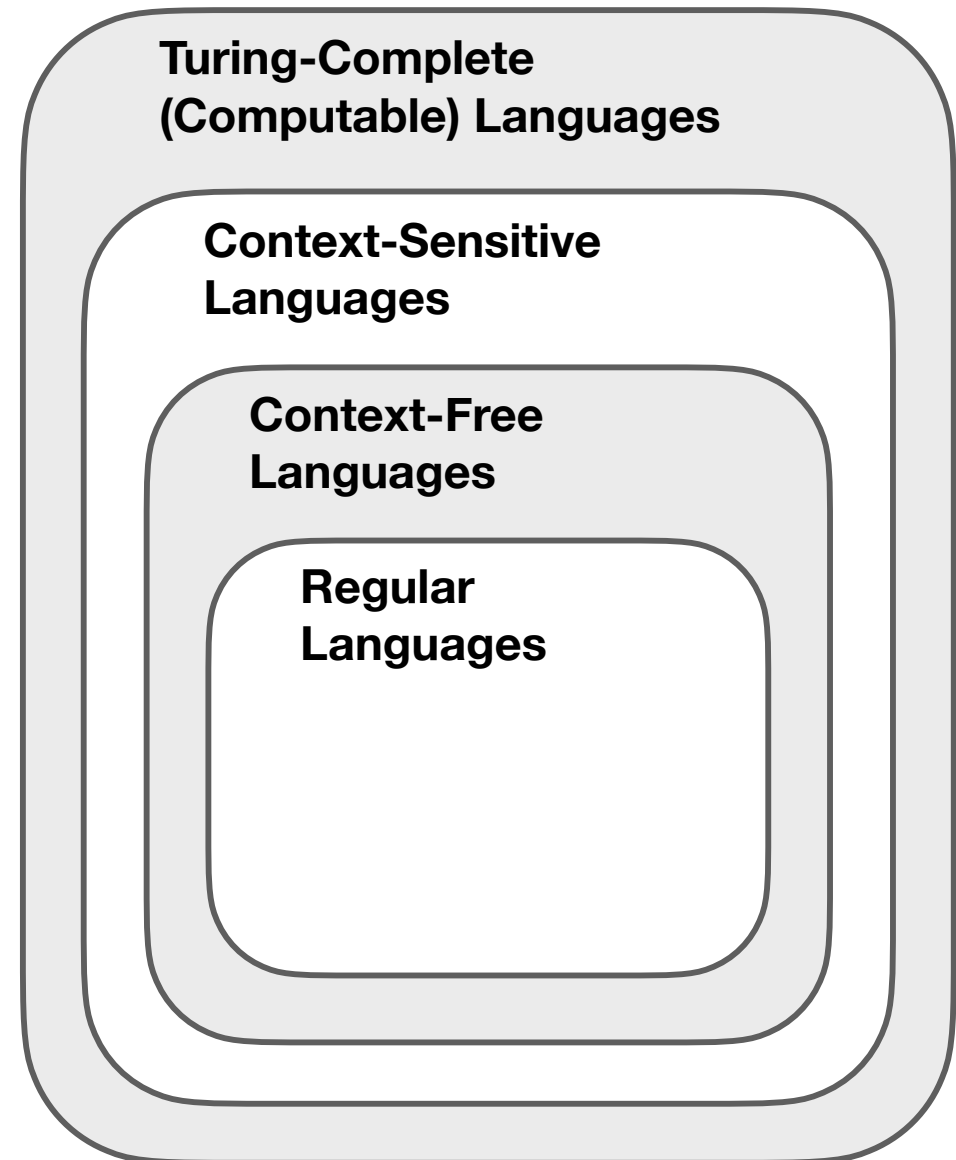 Turing-Complete
(Computable) Languages
Context-Sensitive
Languages
Context-Free
Languages
Regular
Languages